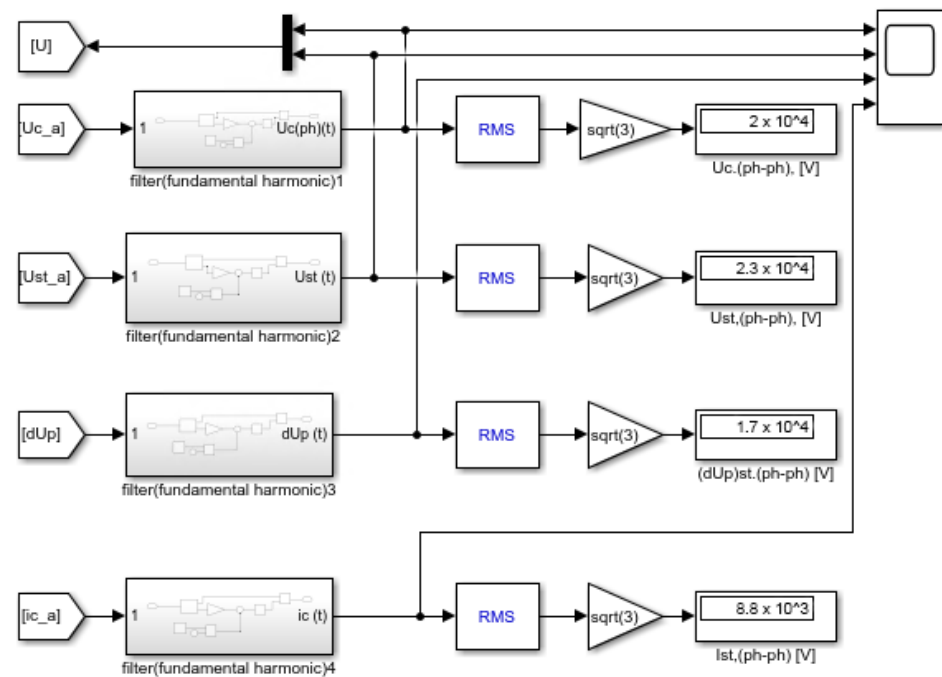 [U]
[Uc_a]
1
Uc(ph)(t)
filter(fundamental harmonic)1
RMS
sqrt(3)
2 x 10^4
Uc.(ph-ph), [V]
[Ust_a]
1
Ust (t)
filter(fundamental harmonic)2
RMS
sqrt(3)
2.3 x 10^4
Ust,(ph-ph), [V]
[dUp]
1
dUp (t)
filter(fundamental harmonic)3
RMS
sqrt(3)
1.7 x 10^4
(dUp)st.(ph-ph) [V]
[ic_a]
1
ic (t)
filter(fundamental harmonic)4
RMS
sqrt(3)
8.8 x 10^3
Ist,(ph-ph) [V]